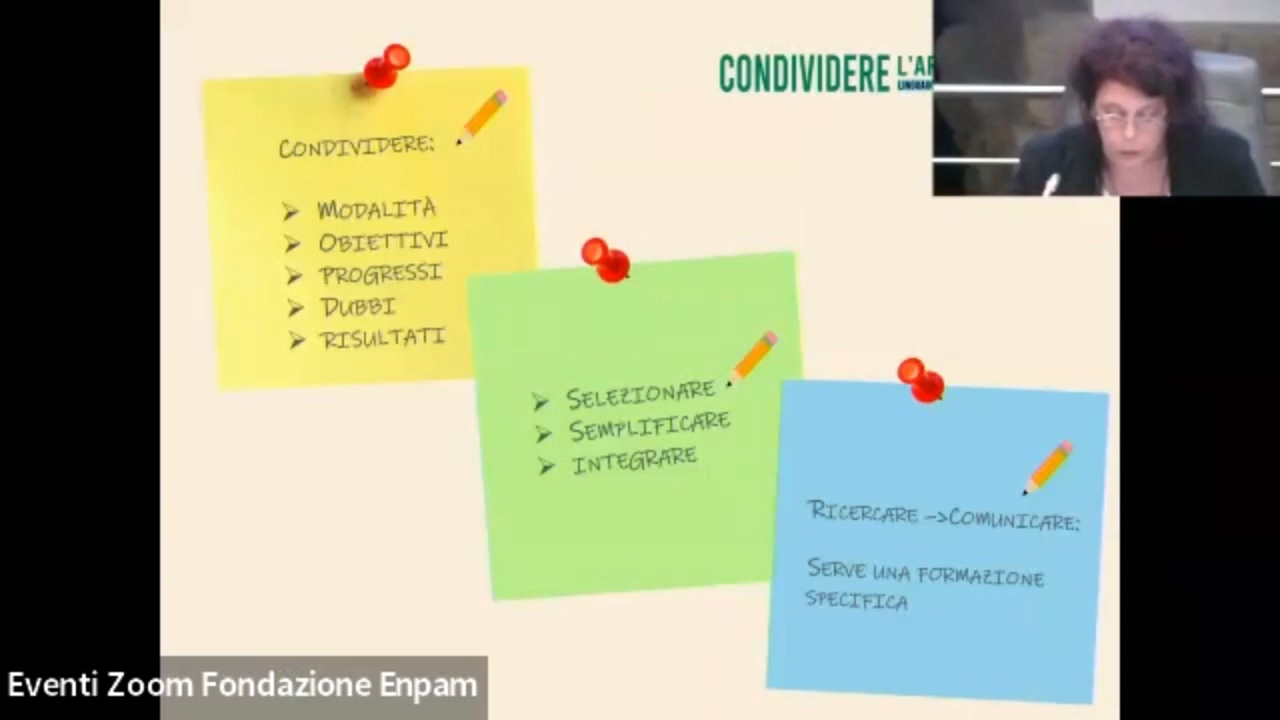 CONDIVIDERE L'AR
CONDIVIDERE:
➢ MODALITÀ
➢ OBIETTIVI
➢ PROGRESSI
➢ DUBBI
➢ RISULTATI
➢ SELEZIONARE
➢ SEMPLIFICARE
➢ INTEGRARE
RICERCARE –>COMUNICARE:
SERVE UNA FORMAZIONE
SPECIFICA
Eventi Zoom Fondazione Enpam